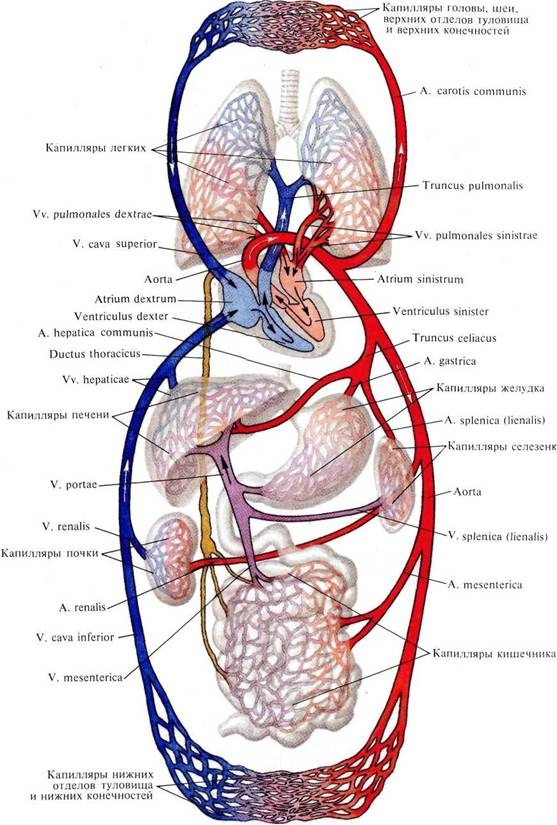 Капилляры головы, шеи,
верхних отделов туловища
и верхних конечностей
A. carotis communis
Капилляры легких
Truncus pulmonalis
Vv. pulmonales dextrae
Vv. pulmonales sinistrae
V. cava superior
Aorta
Atrium sinistrum
Atrium dextrum
Ventriculus dexter
Ventriculus sinister
A. hepatica communis
Truncus celiacus
Ductus thoracicus
A. gastrica
Vv. hepaticae
Капилляры желудка
Капилляры печени
A. splenica (lienalis)
Капилляры селезенк
V. portae
Aorta
V. renalis
V. splenica (lienalis)
Капилляры почки
A. mesenterica
A. renalis
V. cava inferior
Капилляры кишечника
V. mesenterica
Капилляры нижних
отделов туловища
и нижних конечностей